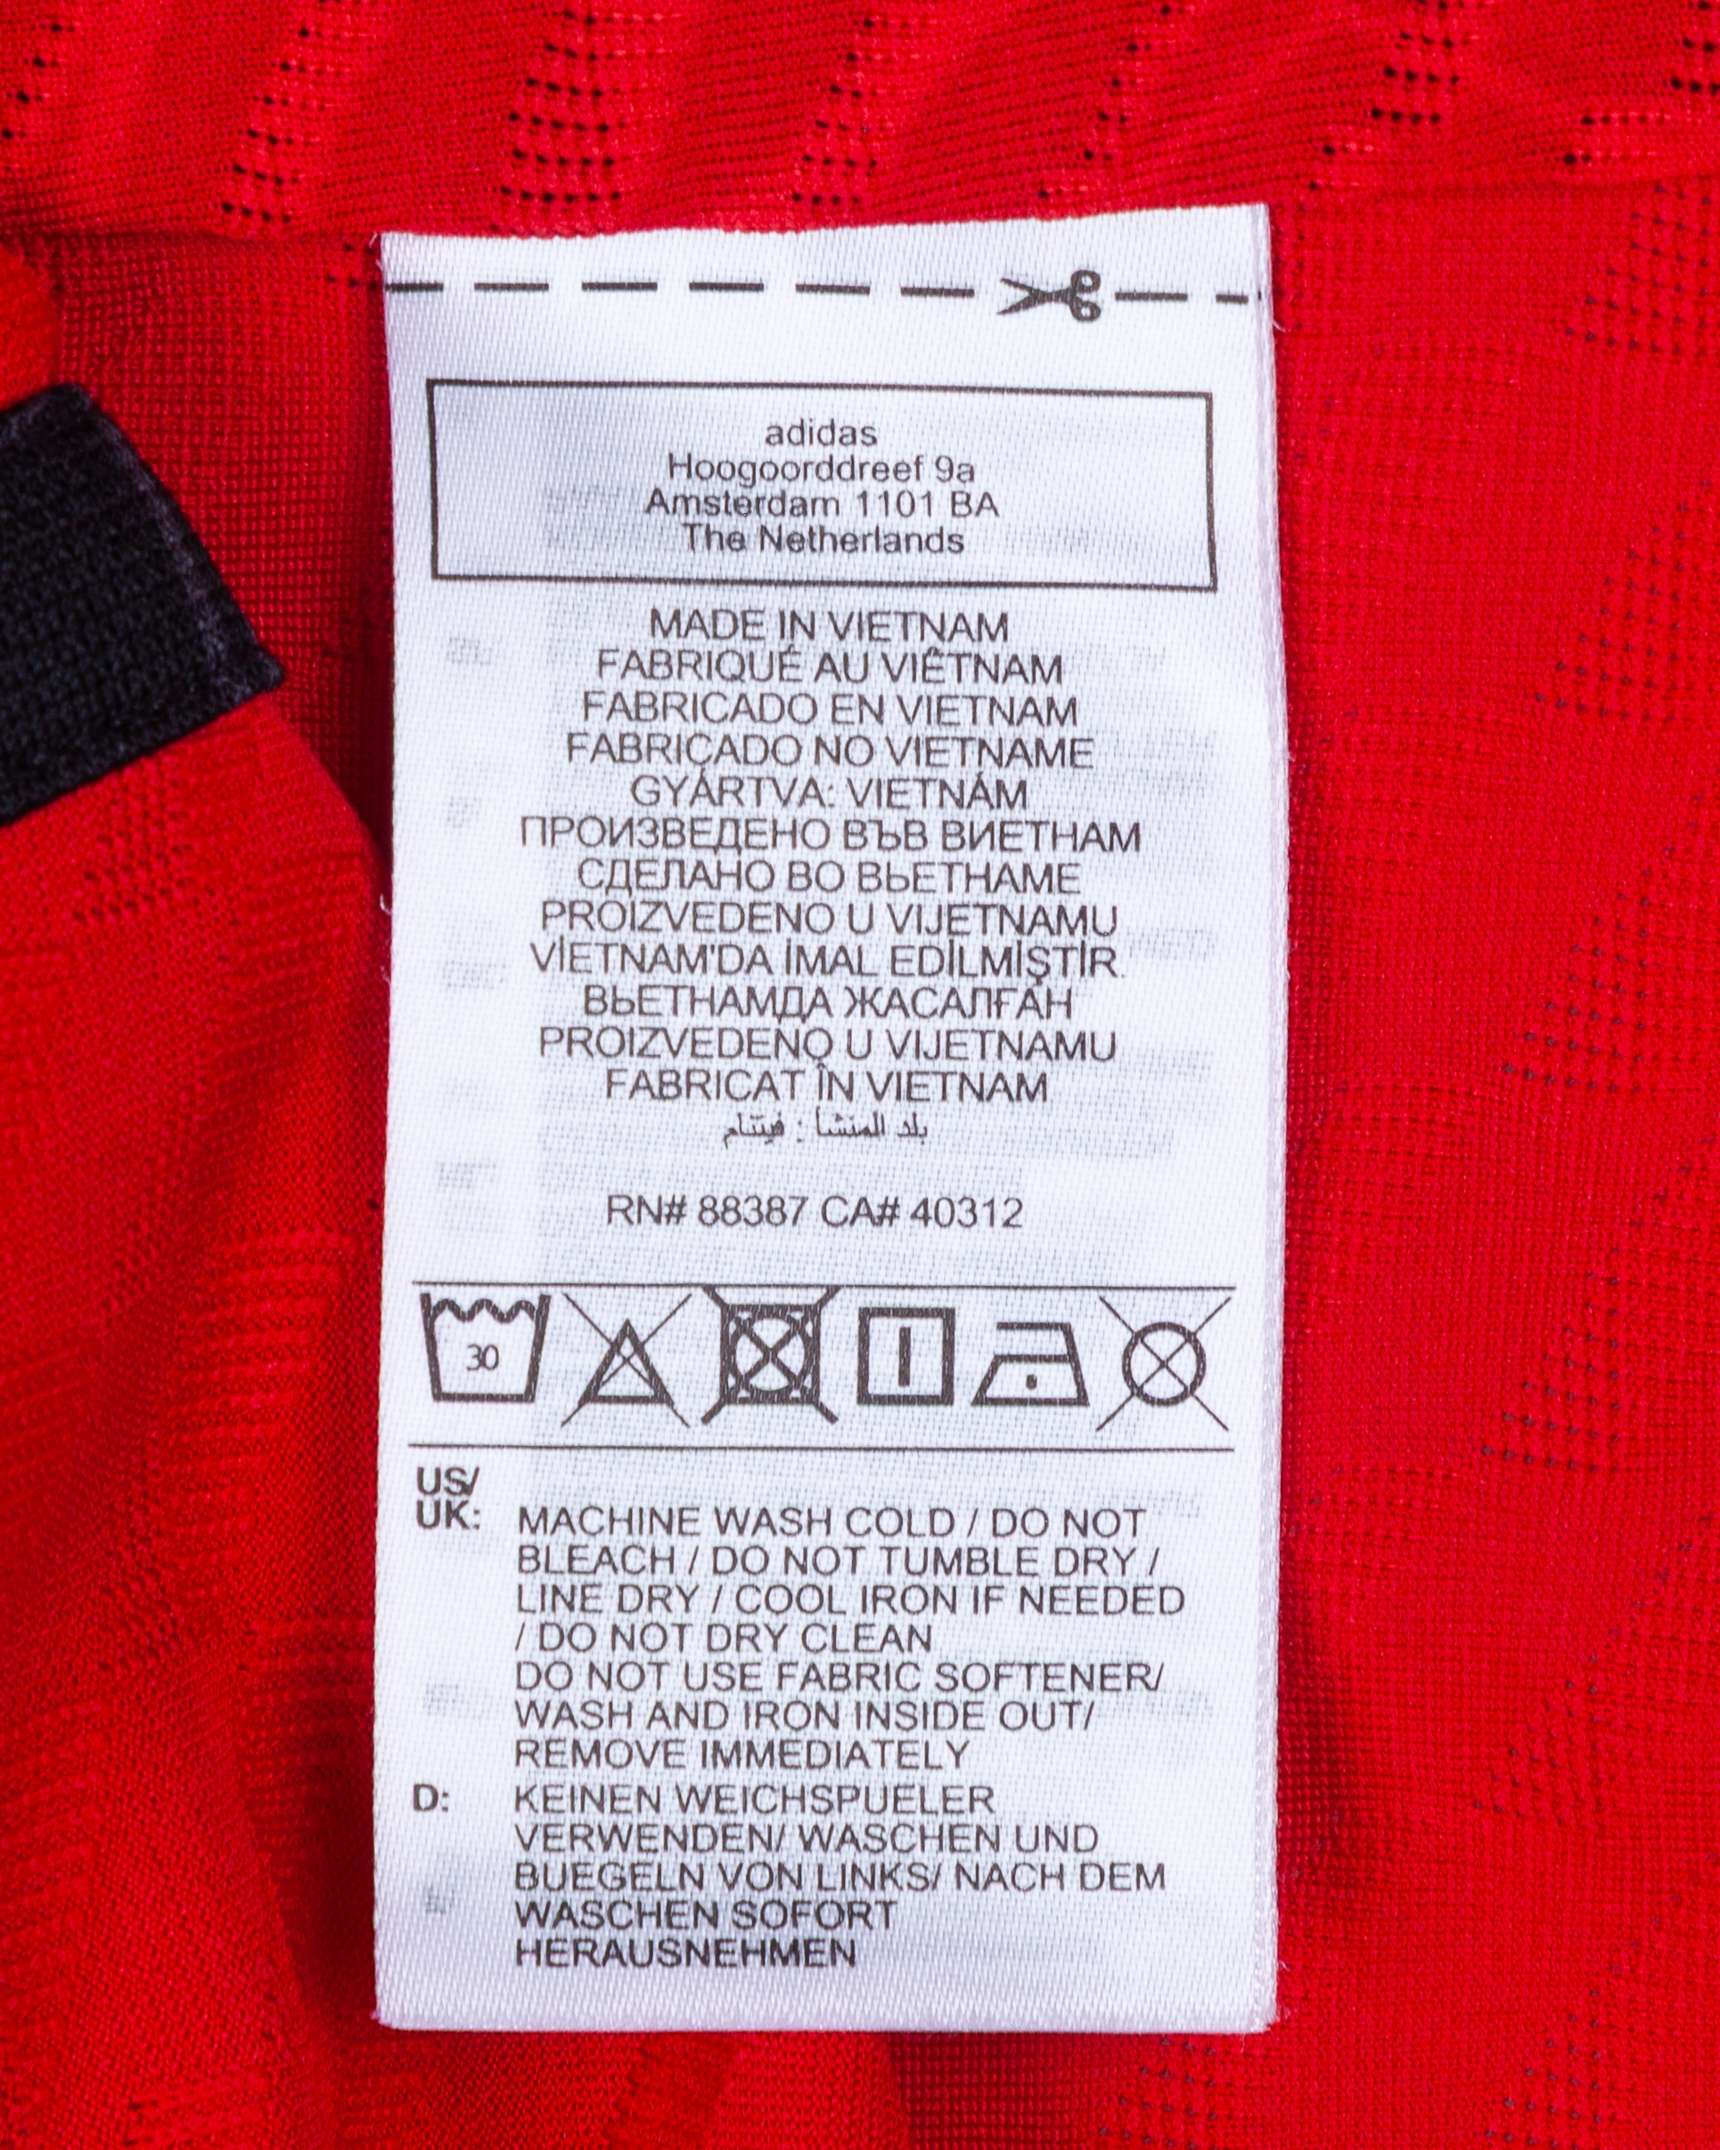 adidas
Hoogoorddreef 9a
Amsterdam 1101 BA
The Netherlands
MADE IN VIETNAM
FABRIQUÉ AU VIÊTNAM
FABRICADO EN VIETNAM
FABRICADO NO VIETNAME
GYÁRTVA: VIETNÁM
ПРОИЗВЕДЕНО ВЪВ ВИЕТНАМ
СДЕЛАНО ВО ВЬЕТНАМЕ
PROIZVEDENO U VIJETNAMU
VİETNAM'DA İMAL EDİLMİŞTİR.
ВЬЕТНАМДА ЖАСАЛҒАН
PROIZVEDENO U VIJETNAMU
FABRICAT ÎN VIETNAM
بلد المنشأ : فيتنام
RN# 88387 CA# 40312
30
US/
UK: MACHINE WASH COLD / DO NOT
BLEACH / DO NOT TUMBLE DRY /
LINE DRY / COOL IRON IF NEEDED
/ DO NOT DRY CLEAN
DO NOT USE FABRIC SOFTENER/
WASH AND IRON INSIDE OUT/
REMOVE IMMEDIATELY
D: KEINEN WEICHSPUELER
VERWENDEN/ WASCHEN UND
BUEGELN VON LINKS/ NACH DEM
WASCHEN SOFORT
HERAUSNEHMEN